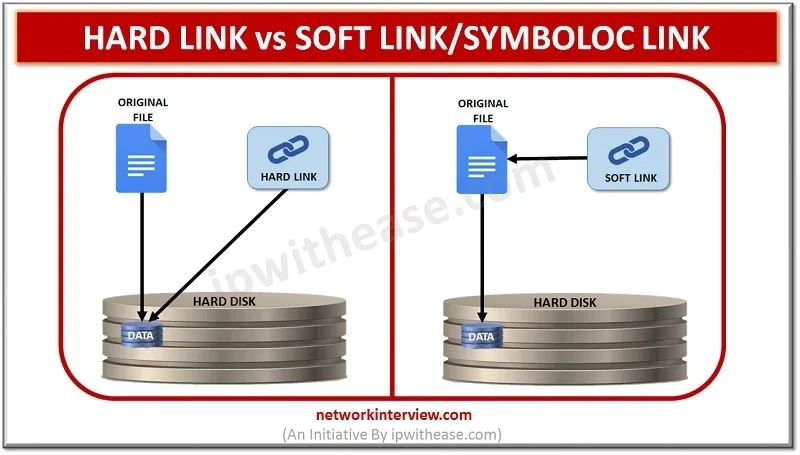 HARD LINK vs SOFT LINK/SYMBOLOC LINK
ORIGINAL
FILE
HARD LINK
HARD DISK
DATA
ORIGINAL
FILE
SOFT LINK
HARD DISK
DATA
ipwithease.com
networkinterview.com
(An Initiative By ipwithease.com)